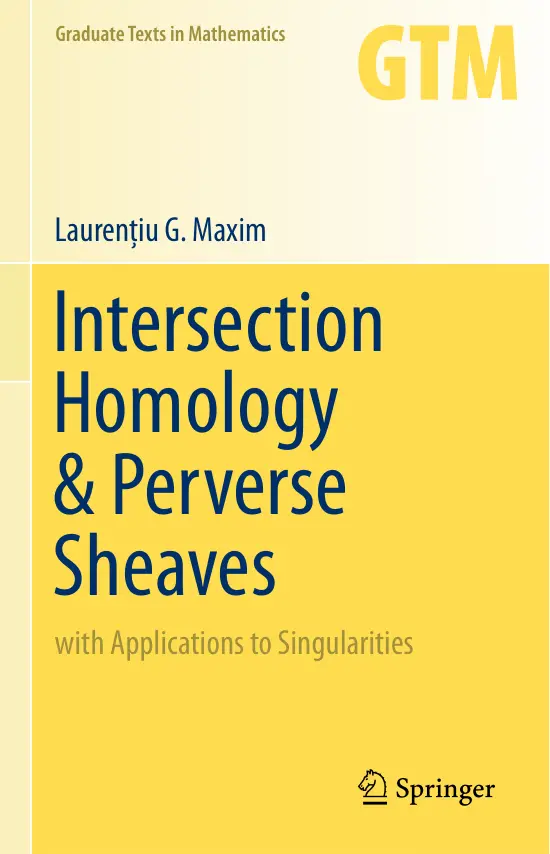 Graduate Texts in Mathematics
GTM
Laurențiu G. Maxim
Intersection
Homology
& Perverse
Sheaves
with Applications to Singularities
Springer